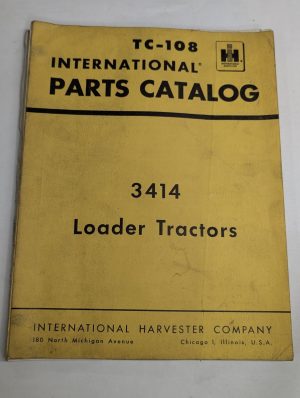 TC-108
INTERNATIONAL®
PARTS CATALOG
3414
Loader Tractors
INTERNATIONAL HARVESTER COMPANY
180 North Michigan Avenue Chicago 1, Illinois, U.S.A.